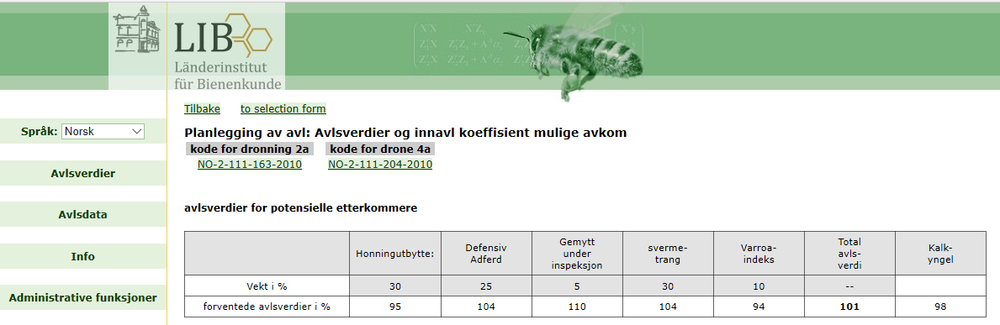 LIB
Länderinstitut
für Bienenkunde
Tilbake to selection form
Språk: Norsk
Avlsverdier
Avlsdata
Info
Administrative funksjoner
Planlegging av avl: Avlsverdier og innavl koeffisient mulige avkom
kode for dronning 2a kode for drone 4a
NO-2-111-163-2010 NO-2-111-204-2010
avlsverdier for potensielle etterkommere
Honningutbytte:
Defensiv
Adferd
Gemytt
under
inspeksjon
sverme-
trang
Varroa-
indeks
Total
avls-
verdi
Kalk-
yngel
Vekt i % 30 25 5 30 10 --
forventede avlsverdier i % 95 104 110 104 94 101 98